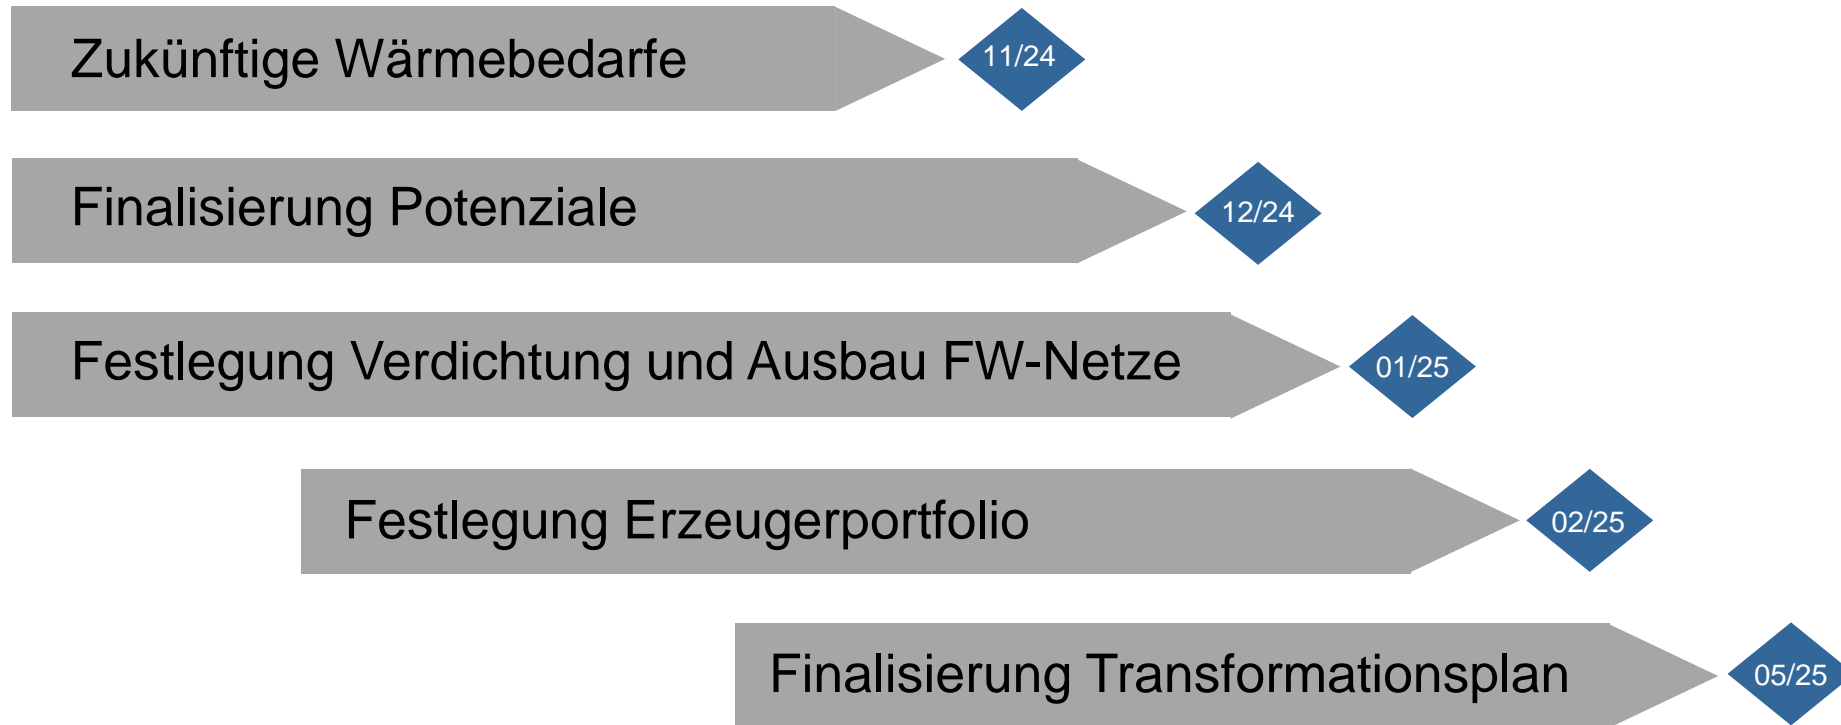 Zukünftige Wärmebedarfe 11/24
Finalisierung Potenziale 12/24
Festlegung Verdichtung und Ausbau FW-Netze 01/25
Festlegung Erzeugerportfolio 02/25
Finalisierung Transformationsplan 05/25